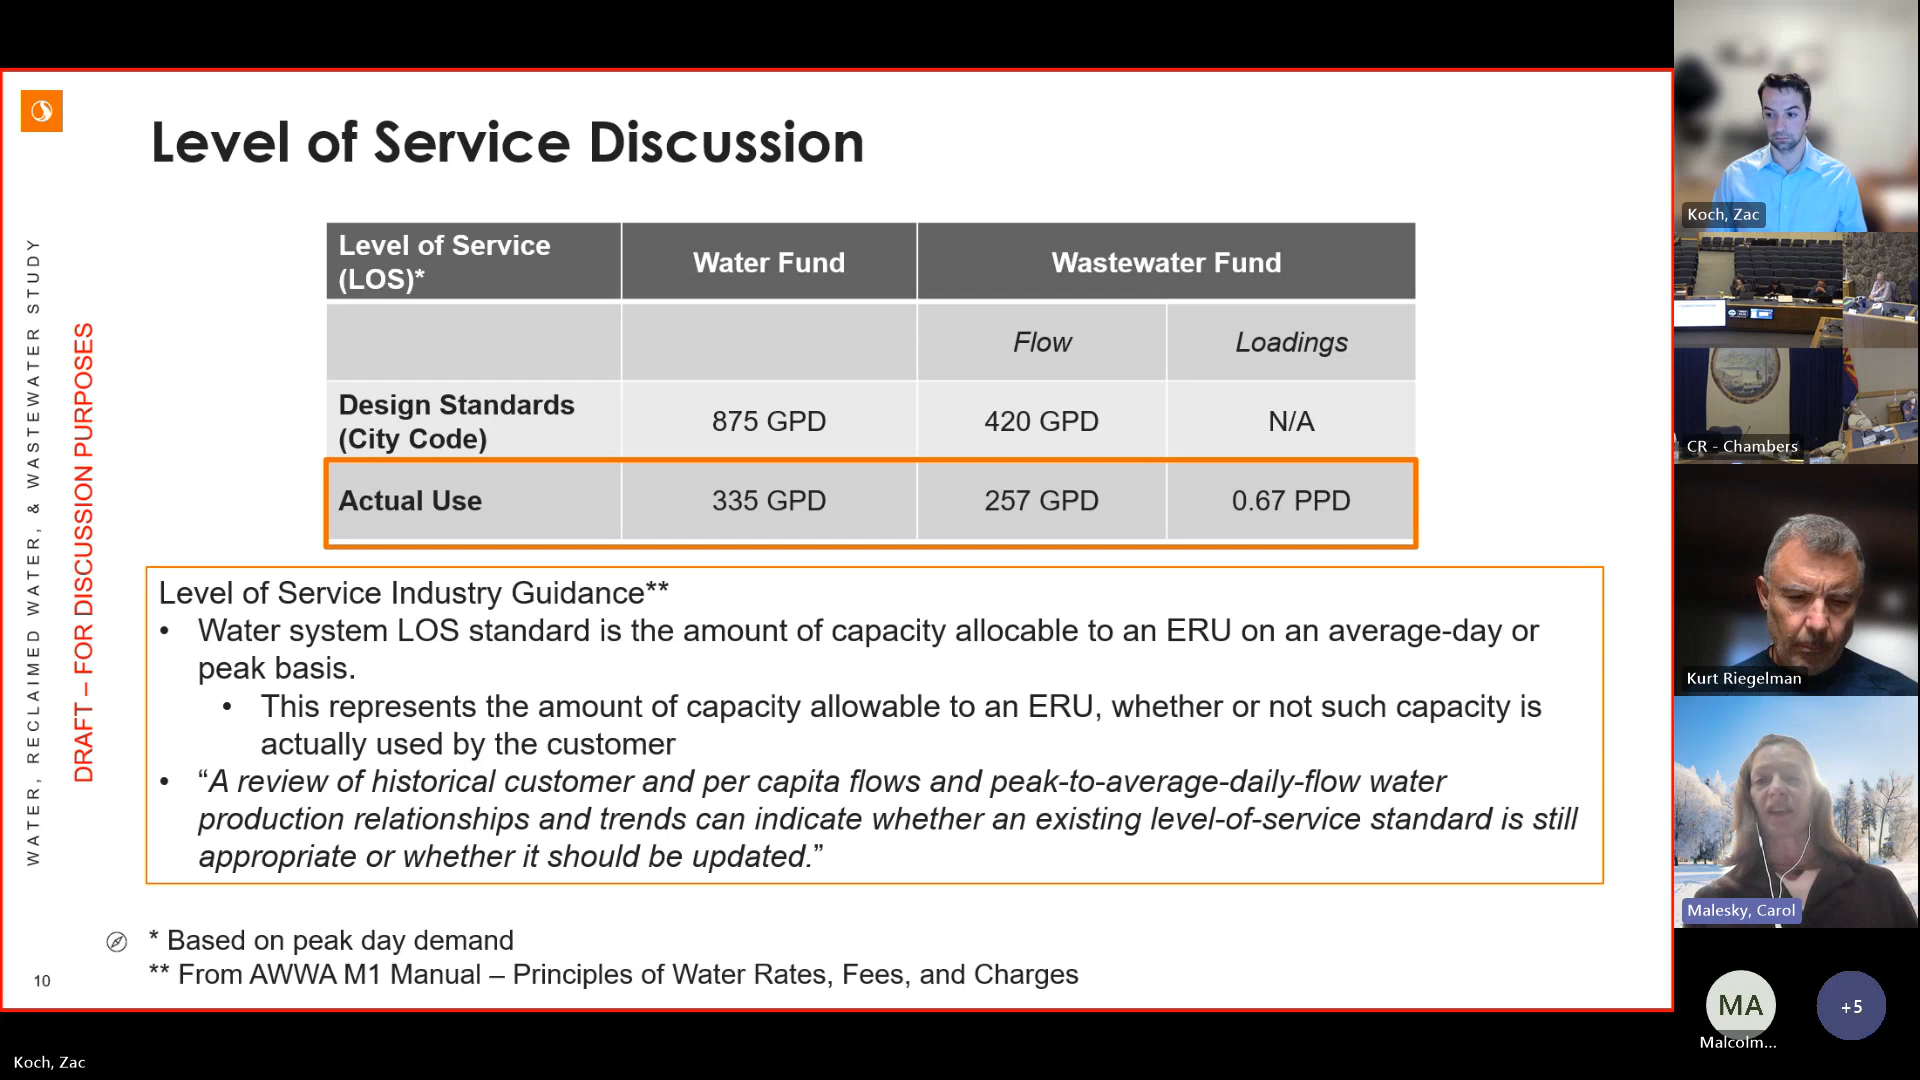 Level of Service Discussion
WATER, RECLAIMED WATER, & WASTEWATER STUDY
DRAFT – FOR DISCUSSION PURPOSES
Level of Service
(LOS)*
Water Fund
Wastewater Fund
Flow
Loadings
Design Standards
(City Code)
875 GPD
420 GPD
N/A
Actual Use
335 GPD
257 GPD
0.67 PPD
Level of Service Industry Guidance**
• Water system LOS standard is the amount of capacity allocable to an ERU on an average-day or
peak basis.
• This represents the amount of capacity allowable to an ERU, whether or not such capacity is
actually used by the customer
• “A review of historical customer and per capita flows and peak-to-average-daily-flow water
production relationships and trends can indicate whether an existing level-of-service standard is still
appropriate or whether it should be updated.”
* Based on peak day demand
** From AWWA M1 Manual – Principles of Water Rates, Fees, and Charges
10
Koch, Zac
Koch, Zac
CR - Chambers
Kurt Riegelman
Malesky, Carol
MA
Malcolm...
+5